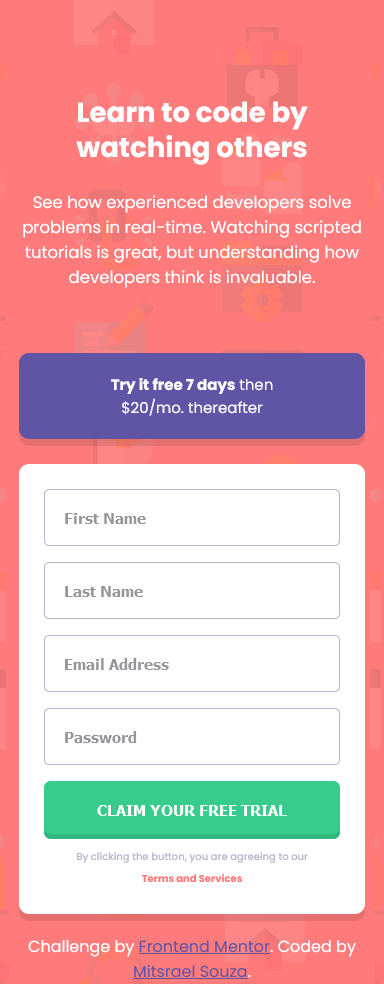 Learn to code by
watching others
See how experienced developers solve
problems in real-time. Watching scripted
tutorials is great, but understanding how
developers think is invaluable.
Try it free 7 days then
$20/mo. thereafter
First Name
Last Name
Email Address
Password
CLAIM YOUR FREE TRIAL
By clicking the button, you are agreeing to our
Terms and Services
Challenge by Frontend Mentor. Coded by
Mitsrael Souza.